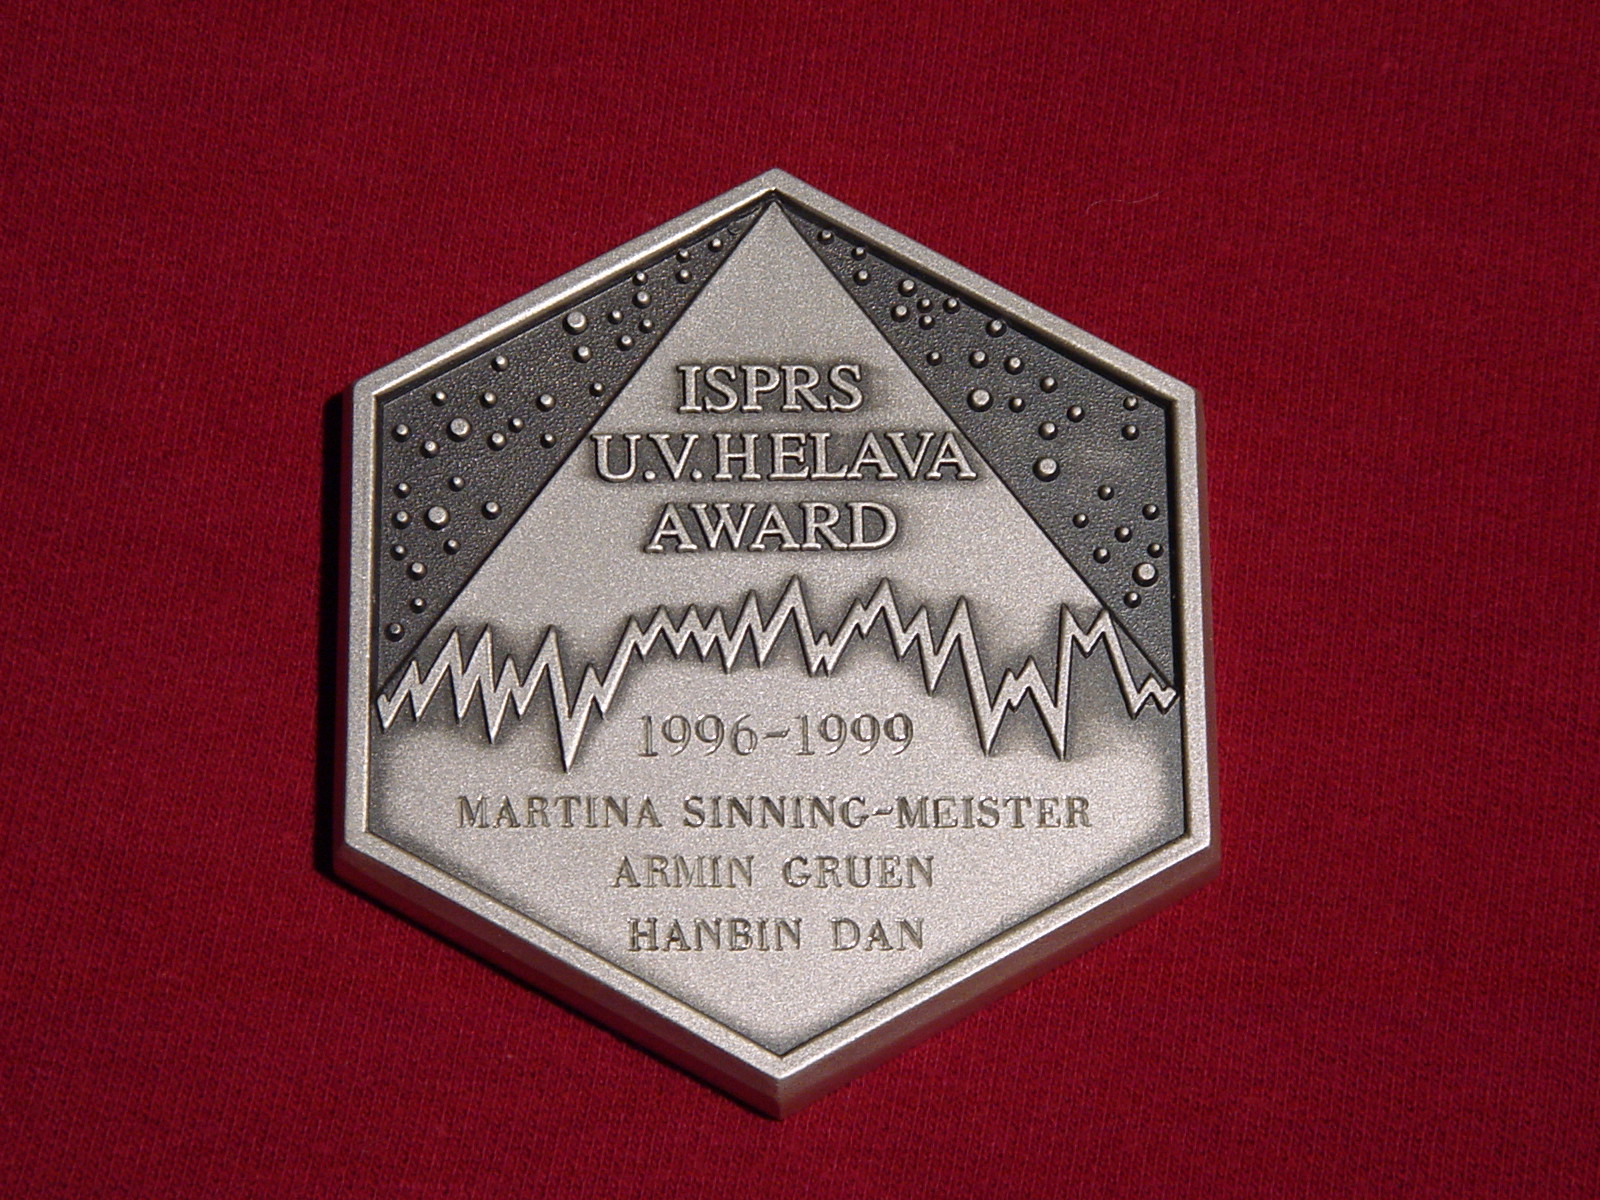 ISPRS
U.V. HELAVA
AWARD
1996-1999
MARTINA SINNING-MEISTER
ARMIN GRUEN
HANBIN DAN